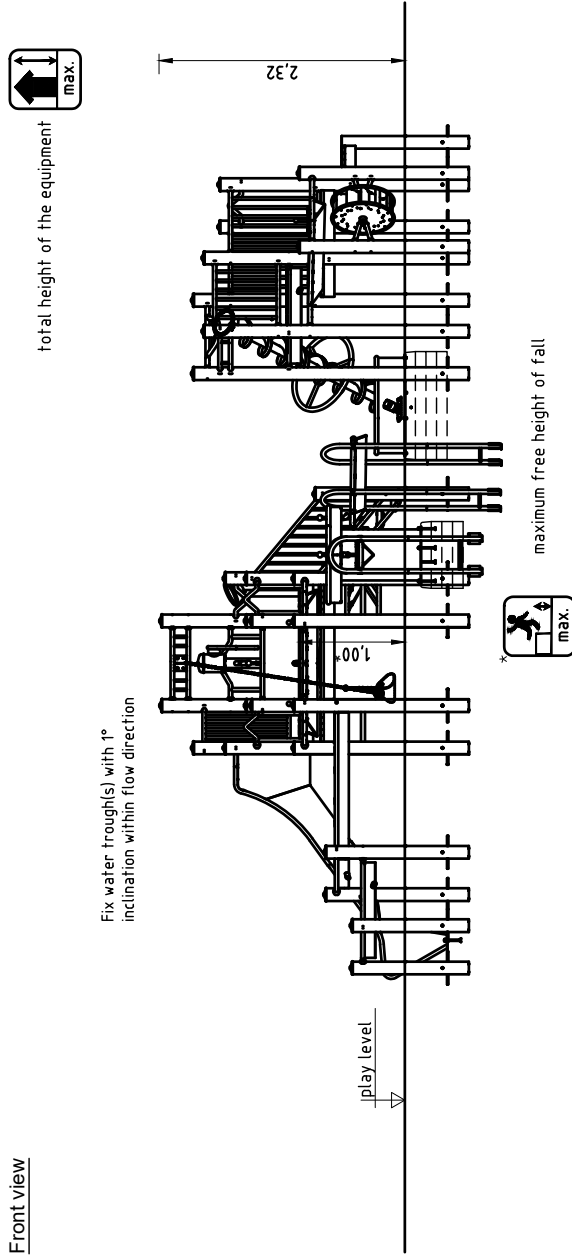 Front view
play level
Fix water trough(s) with 1°
inclination within flow direction
1,00*
2,32
total height of the equipment
max.
maximum free height of fall
*
max.